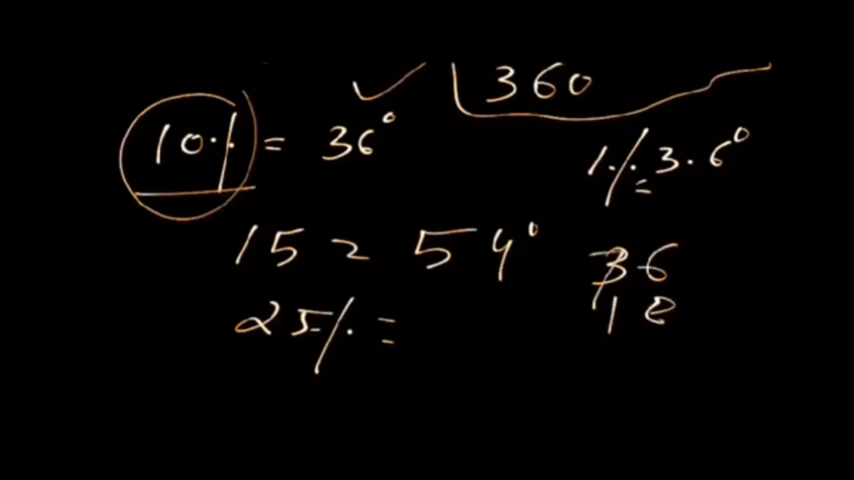 360
10% = 36°
1% = 3.6°
15 = 54°
36
25% =
18